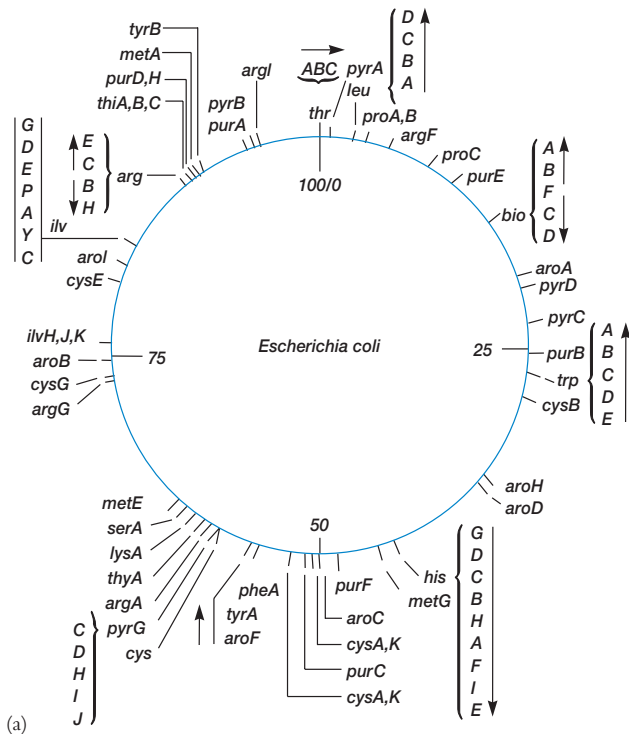 tyrB
metA
purD,H
thiA,B,C
argI
pyrB
purA
ABC
thr
pyrA
leu
D
C
B
A
proA,B
argF
proC
purE
bio
A
B
F
C
D
100/0
G
D
E
P
A
Y
C
ilv
E
C
B
H
arg
aroI
cysE
ilvH,J,K
aroB
75
cysG
argG
Escherichia coli
25
aroA
pyrD
pyrC
purB
trp
cysB
A
B
C
D
E
aroH
aroD
50
his
metG
G
D
C
B
H
A
F
I
E
purF
aroC
cysA,K
purC
cysA,K
pheA
tyrA
aroF
metE
serA
lysA
thyA
argA
pyrG
cys
C
D
H
I
J
(a)